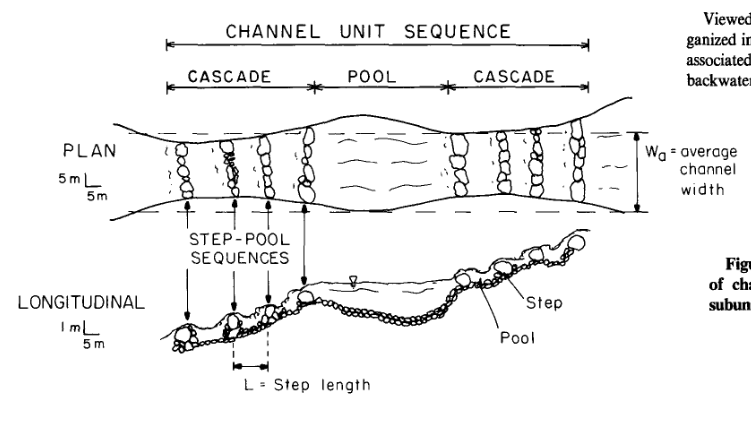 CHANNEL UNIT SEQUENCE
CASCADE
POOL
CASCADE
PLAN
5m
5m
Wa = average
channel
width
STEP-POOL
SEQUENCES
LONGITUDINAL
1m
5m
Step
Pool
L = Step length
Viewed
ganized in
associated
backwater
Figu
of cha
subun